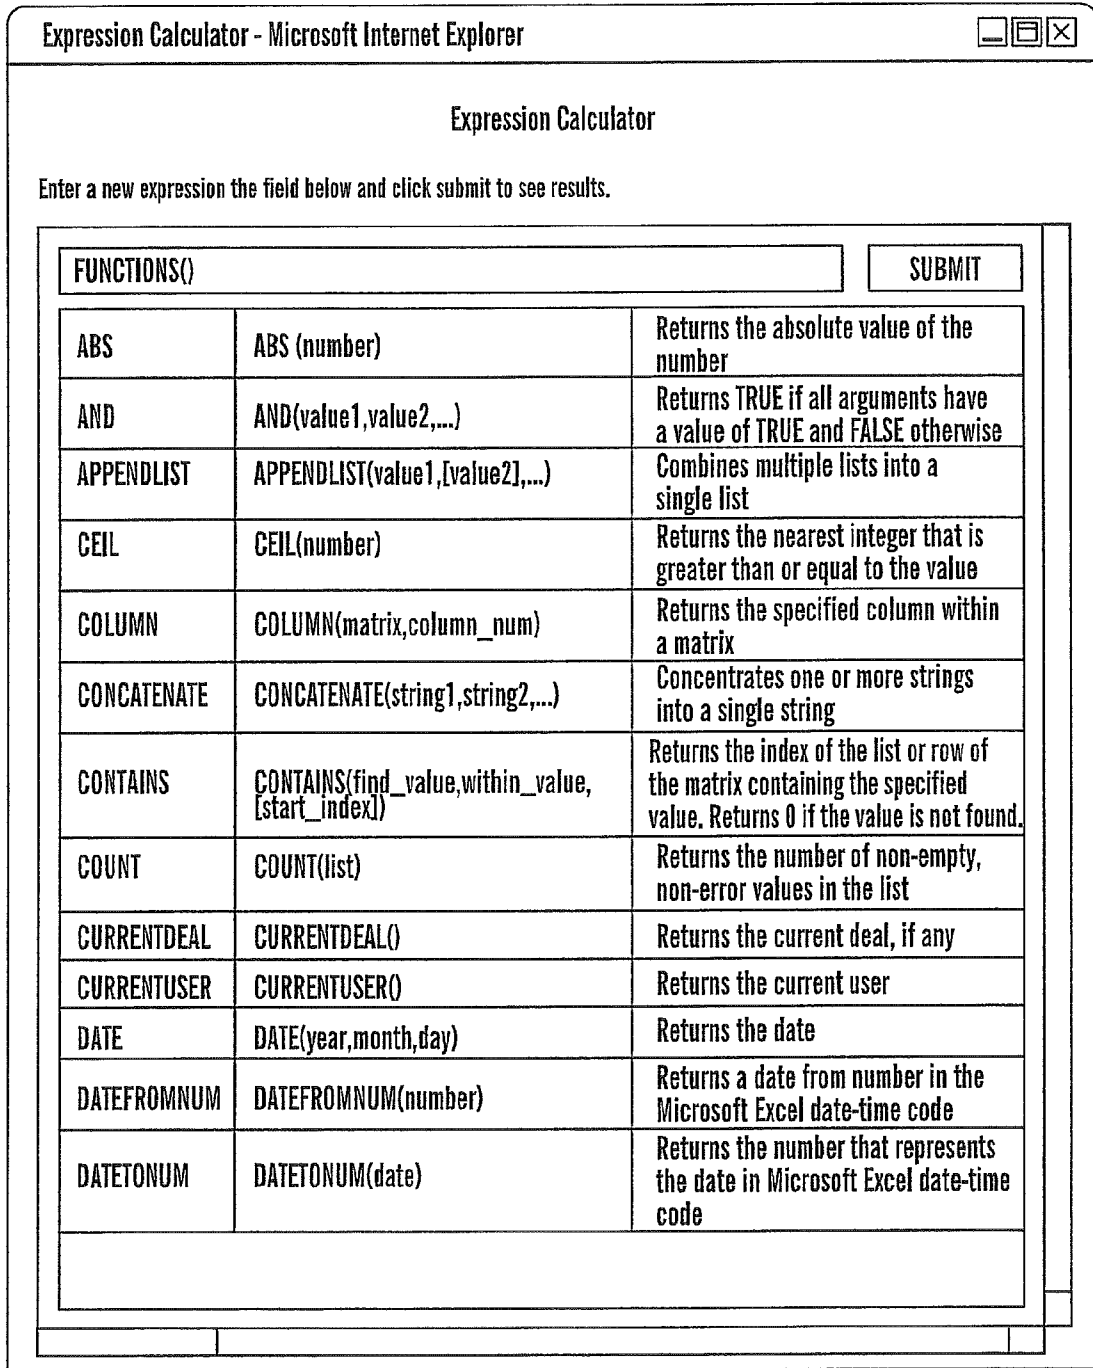 Expression Calculator - Microsoft Internet Explorer
Expression Calculator
Enter a new expression the field below and click submit to see results.
FUNCTIONS()
SUBMIT
ABS
ABS (number)
Returns the absolute value of the
number
AND
AND(value1,value2,...)
Returns TRUE if all arguments have
a value of TRUE and FALSE otherwise
APPENDLIST
APPENDLIST(value1,[value2],...)
Combines multiple lists into a
single list
CEIL
CEIL(number)
Returns the nearest integer that is
greater than or equal to the value
COLUMN
COLUMN(matrix,column_num)
Returns the specified column within
a matrix
CONCATENATE
CONCATENATE(string1,string2,...)
Concentrates one or more strings
into a single string
CONTAINS
CONTAINS(find_value,within_value,
[start_index])
Returns the index of the list or row of
the matrix containing the specified
value. Returns 0 if the value is not found.
COUNT
COUNT(list)
Returns the number of non-empty,
non-error values in the list
CURRENTDEAL
CURRENTDEAL()
Returns the current deal, if any
CURRENTUSER
CURRENTUSER()
Returns the current user
DATE
DATE(year,month,day)
Returns the date
DATEFROMNUM
DATEFROMNUM(number)
Returns a date from number in the
Microsoft Excel date-time code
DATETONUM
DATETONUM(date)
Returns the number that represents
the date in Microsoft Excel date-time
code